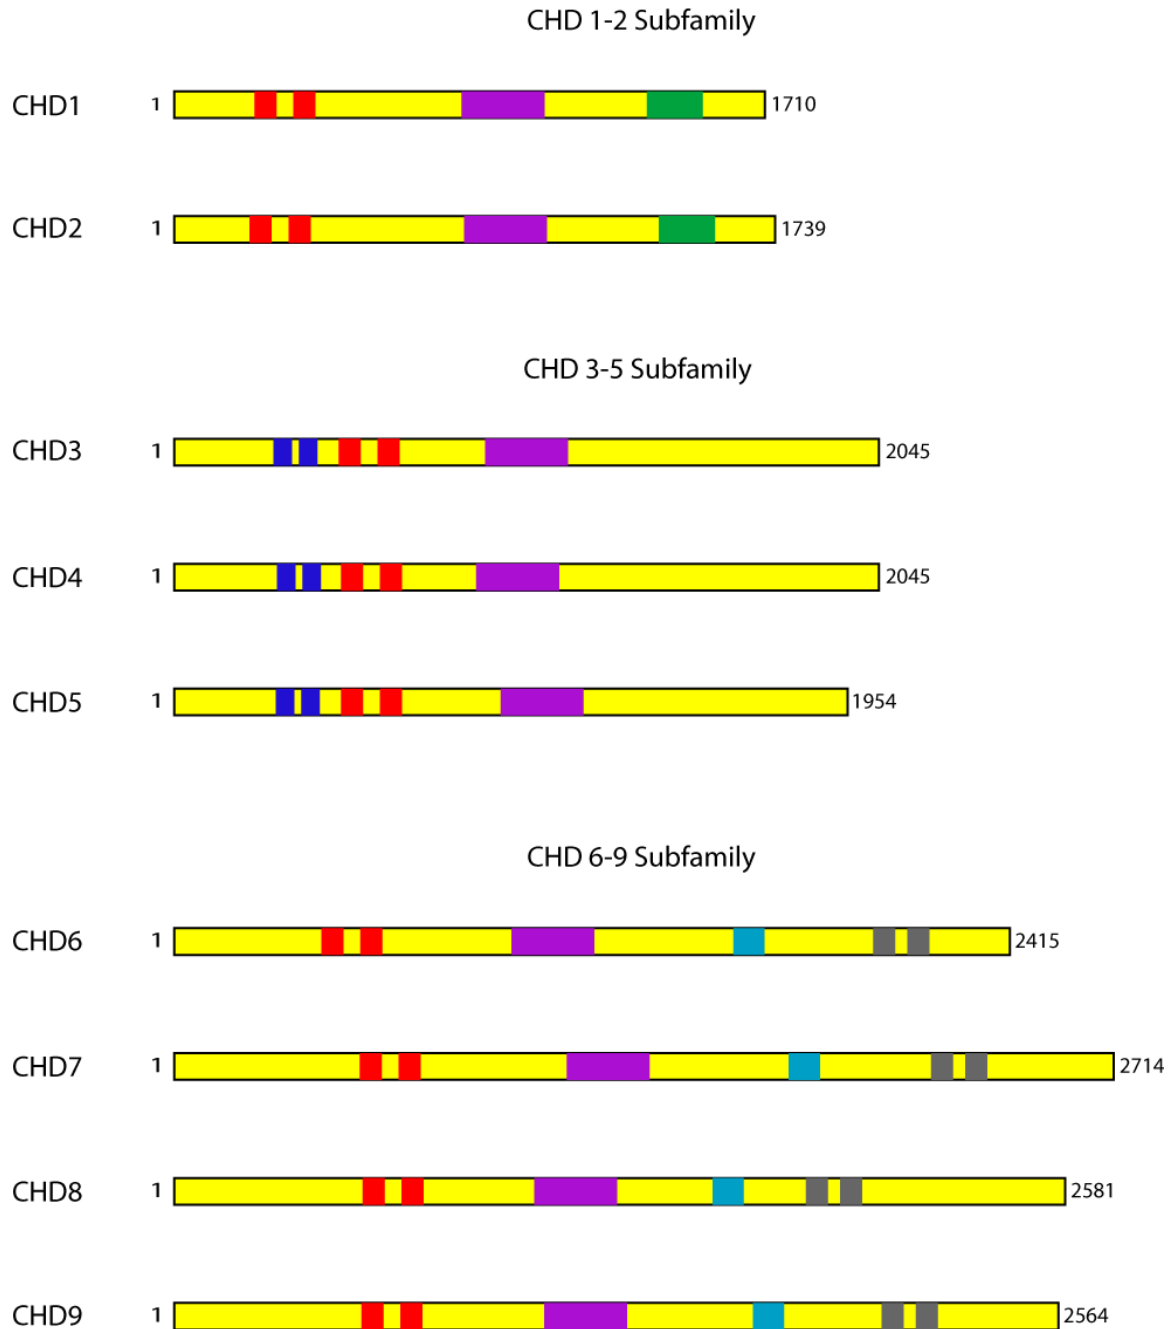 CHD 1-2 Subfamily
CHD1 1 1710
CHD2 1 1739
CHD 3-5 Subfamily
CHD3 1 2045
CHD4 1 2045
CHD5 1 1954
CHD 6-9 Subfamily
CHD6 1 2415
CHD7 1 2714
CHD8 1 2581
CHD9 1 2564